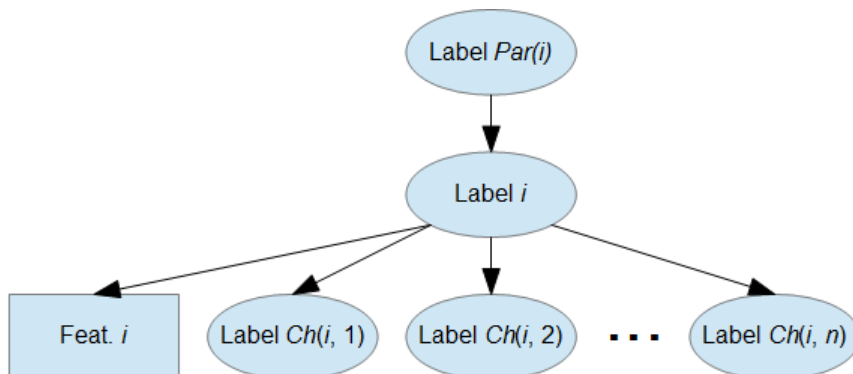 Label Par(i)
Label i
Feat. i
Label Ch(i, 1)
Label Ch(i, 2)
...
Label Ch(i, n)